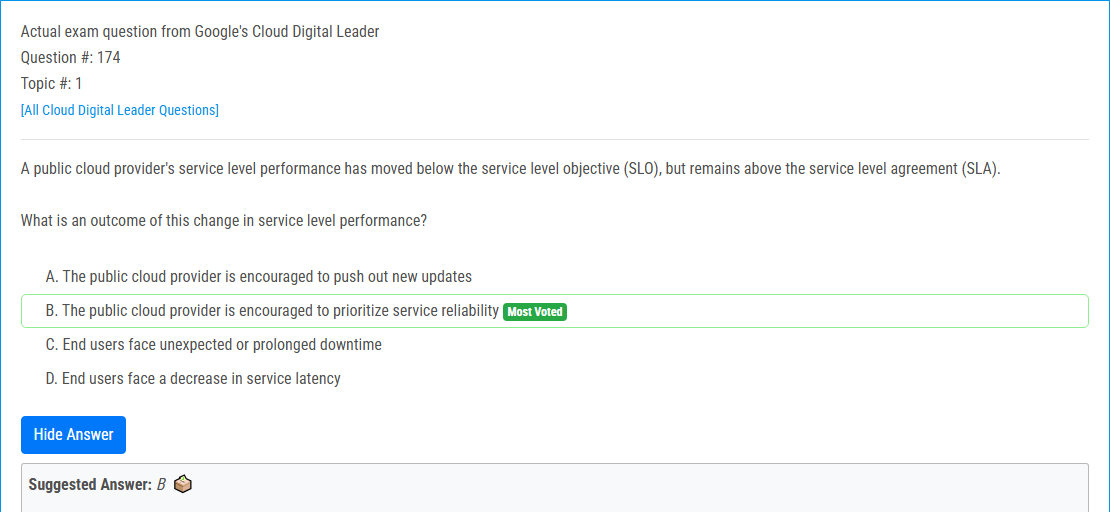 Actual exam question from Google's Cloud Digital Leader
Question #: 174
Topic #: 1
[All Cloud Digital Leader Questions]
A public cloud provider's service level performance has moved below the service level objective (SLO), but remains above the service level agreement (SLA).
What is an outcome of this change in service level performance?
A. The public cloud provider is encouraged to push out new updates
B. The public cloud provider is encouraged to prioritize service reliability Most Voted
C. End users face unexpected or prolonged downtime
D. End users face a decrease in service latency
Hide Answer
Suggested Answer: B